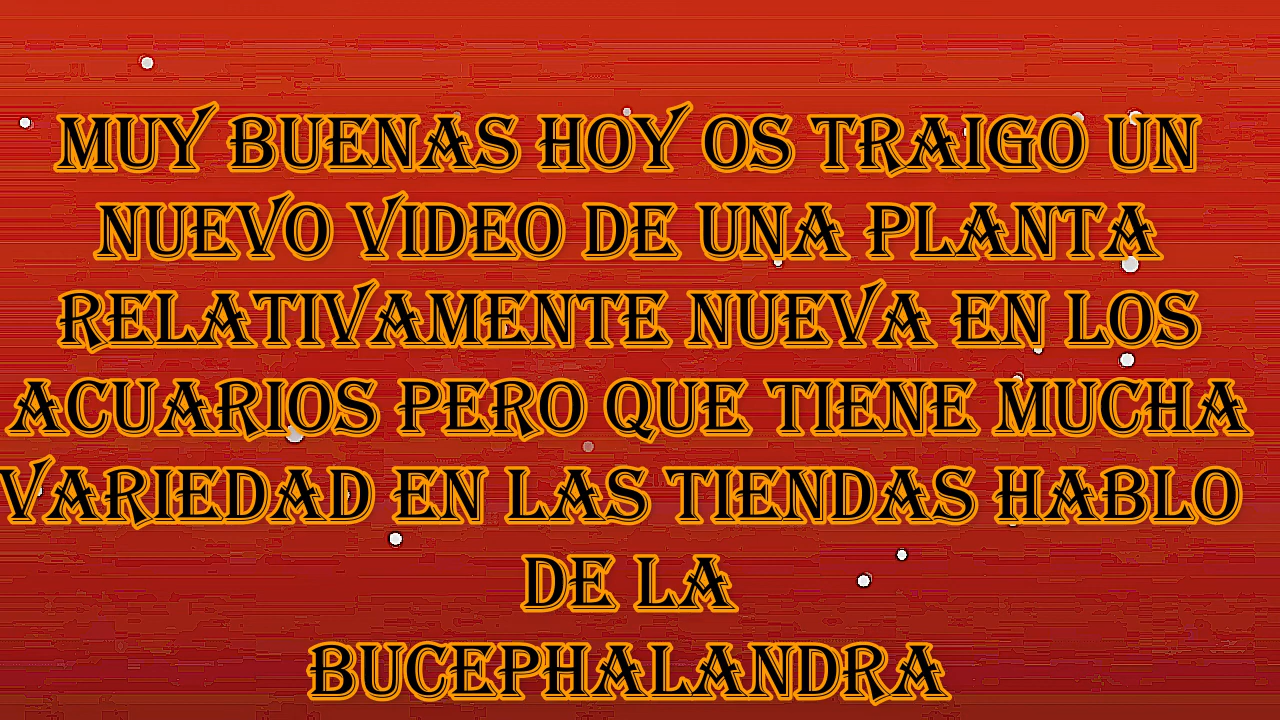 MUY BUENAS HOY OS TRAIGO UN
NUEVO VIDEO DE UNA PLANTA
RELATIVAMENTE NUEVA EN LOS
ACUARIOS PERO QUE TIENE MUCHA
VARIEDAD EN LAS TIENDAS HABLO
DE LA
BUCEPHALANDRA